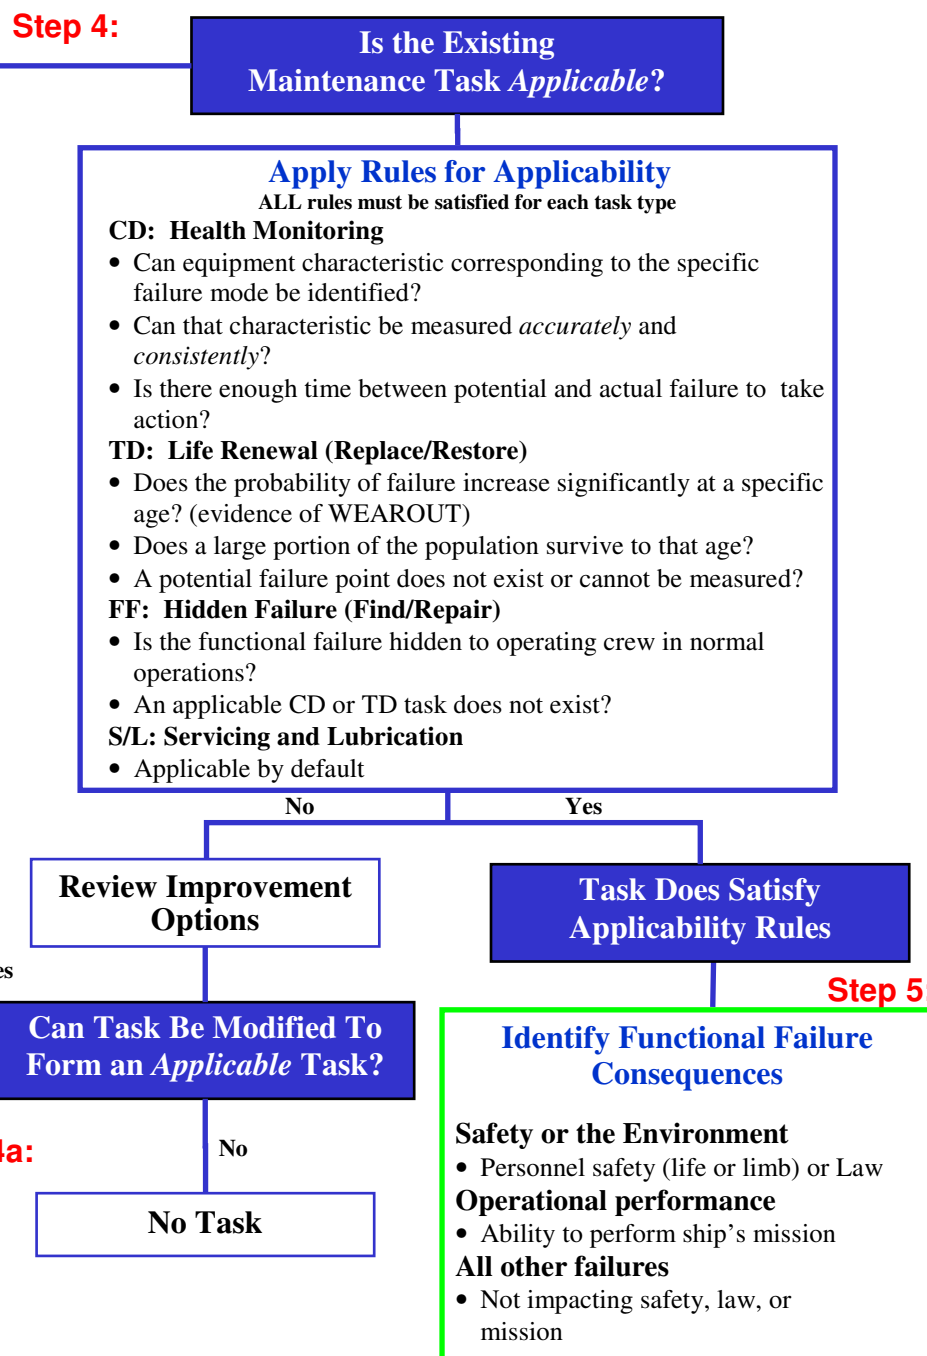 Step 4:
Is the Existing
Maintenance Task Applicable?
Apply Rules for Applicability
ALL rules must be satisfied for each task type
CD: Health Monitoring
• Can equipment characteristic corresponding to the specific
failure mode be identified?
• Can that characteristic be measured accurately and
consistently?
• Is there enough time between potential and actual failure to take
action?
TD: Life Renewal (Replace/Restore)
• Does the probability of failure increase significantly at a specific
age? (evidence of WEAROUT)
• Does a large portion of the population survive to that age?
• A potential failure point does not exist or cannot be measured?
FF: Hidden Failure (Find/Repair)
• Is the functional failure hidden to operating crew in normal
operations?
• An applicable CD or TD task does not exist?
S/L: Servicing and Lubrication
• Applicable by default
No
Yes
Review Improvement
Options
Task Does Satisfy
Applicability Rules
es
Can Task Be Modified To
Form an Applicable Task?
4a:
No
No Task
Step 5:
Identify Functional Failure
Consequences
Safety or the Environment
• Personnel safety (life or limb) or Law
Operational performance
• Ability to perform ship's mission
All other failures
• Not impacting safety, law, or
mission